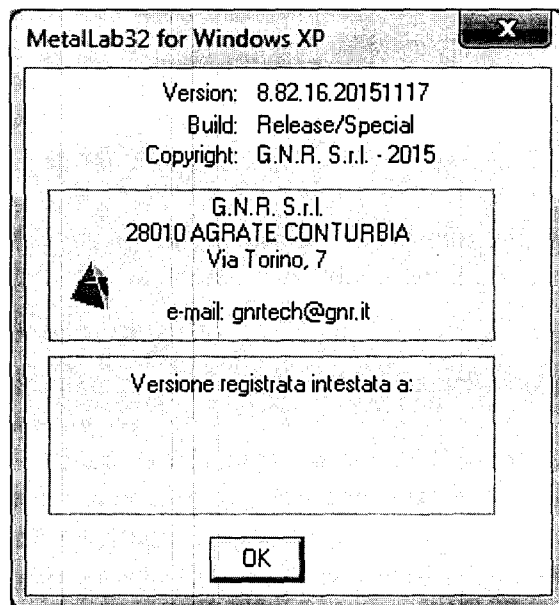 MetalLab32 for Windows XP
Version: 8.82.16.20151117
Build: Release/Special
Copyright: G.N.R. S.r.l. - 2015
G.N.R. S.r.l.
28010 AGRATE CONTURBIA
Via Torino, 7
e-mail: gnrtech@gnr.it
Versione registrata intestata a:
OK